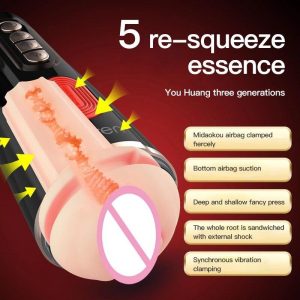 5 re-squeeze
essence
You Huang three generations
Midaokou airbag clamped
fiercely
Bottom airbag suction
Deep and shallow fancy press
The whole root is sandwiched
with external shock
Synchronous vibration
clamping